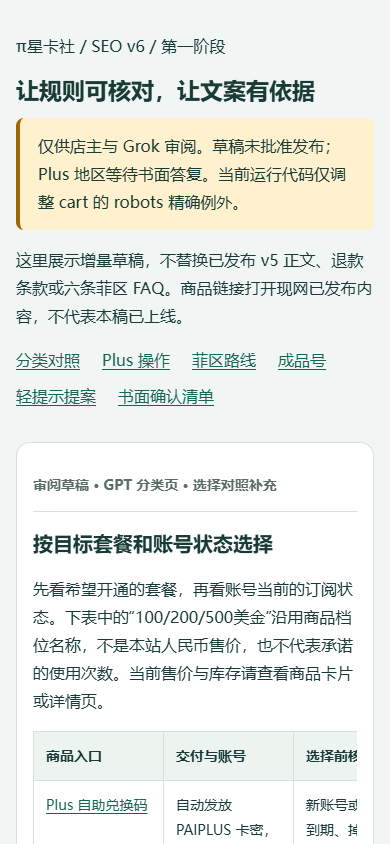 π星卡社 / SEO v6 / 第一阶段
让规则可核对，让文案有依据
仅供店主与 Grok 审阅。草稿未批准发布；
Plus 地区等待书面答复。当前运行代码仅调
整 cart 的 robots 精确例外。
这里展示增量草稿，不替换已发布 v5 正文、退款
条款或六条菲区 FAQ。商品链接打开现网已发布内
容，不代表本稿已上线。
分类对照 Plus 操作 菲区路线 成品号
轻提示提案 书面确认清单
审阅草稿 • GPT 分类页 • 选择对照补充
按目标套餐和账号状态选择
先看希望开通的套餐，再看账号当前的订阅状
态。下表中的“100/200/500美金”沿用商品档
位名称，不是本站人民币售价，也不代表承诺
的使用次数。当前售价与库存请查看商品卡片
或详情页。
商品入口 交付与账号 选择前核
Plus 自助兑换码 自动发放 新账号或
PAIPLUS 卡密， 到期、掉